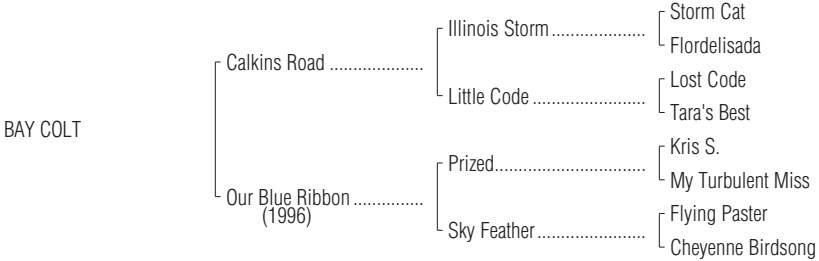 Storm Cat
Illinois Storm.....................
Flordelisada
Calkins Road .....................
Lost Code
Little Code .........................
Tara's Best
BAY COLT
Kris S.
Prized.................................
My Turbulent Miss
Our Blue Ribbon ................
(1996)
Flying Paster
Sky Feather........................
Cheyenne Birdsong